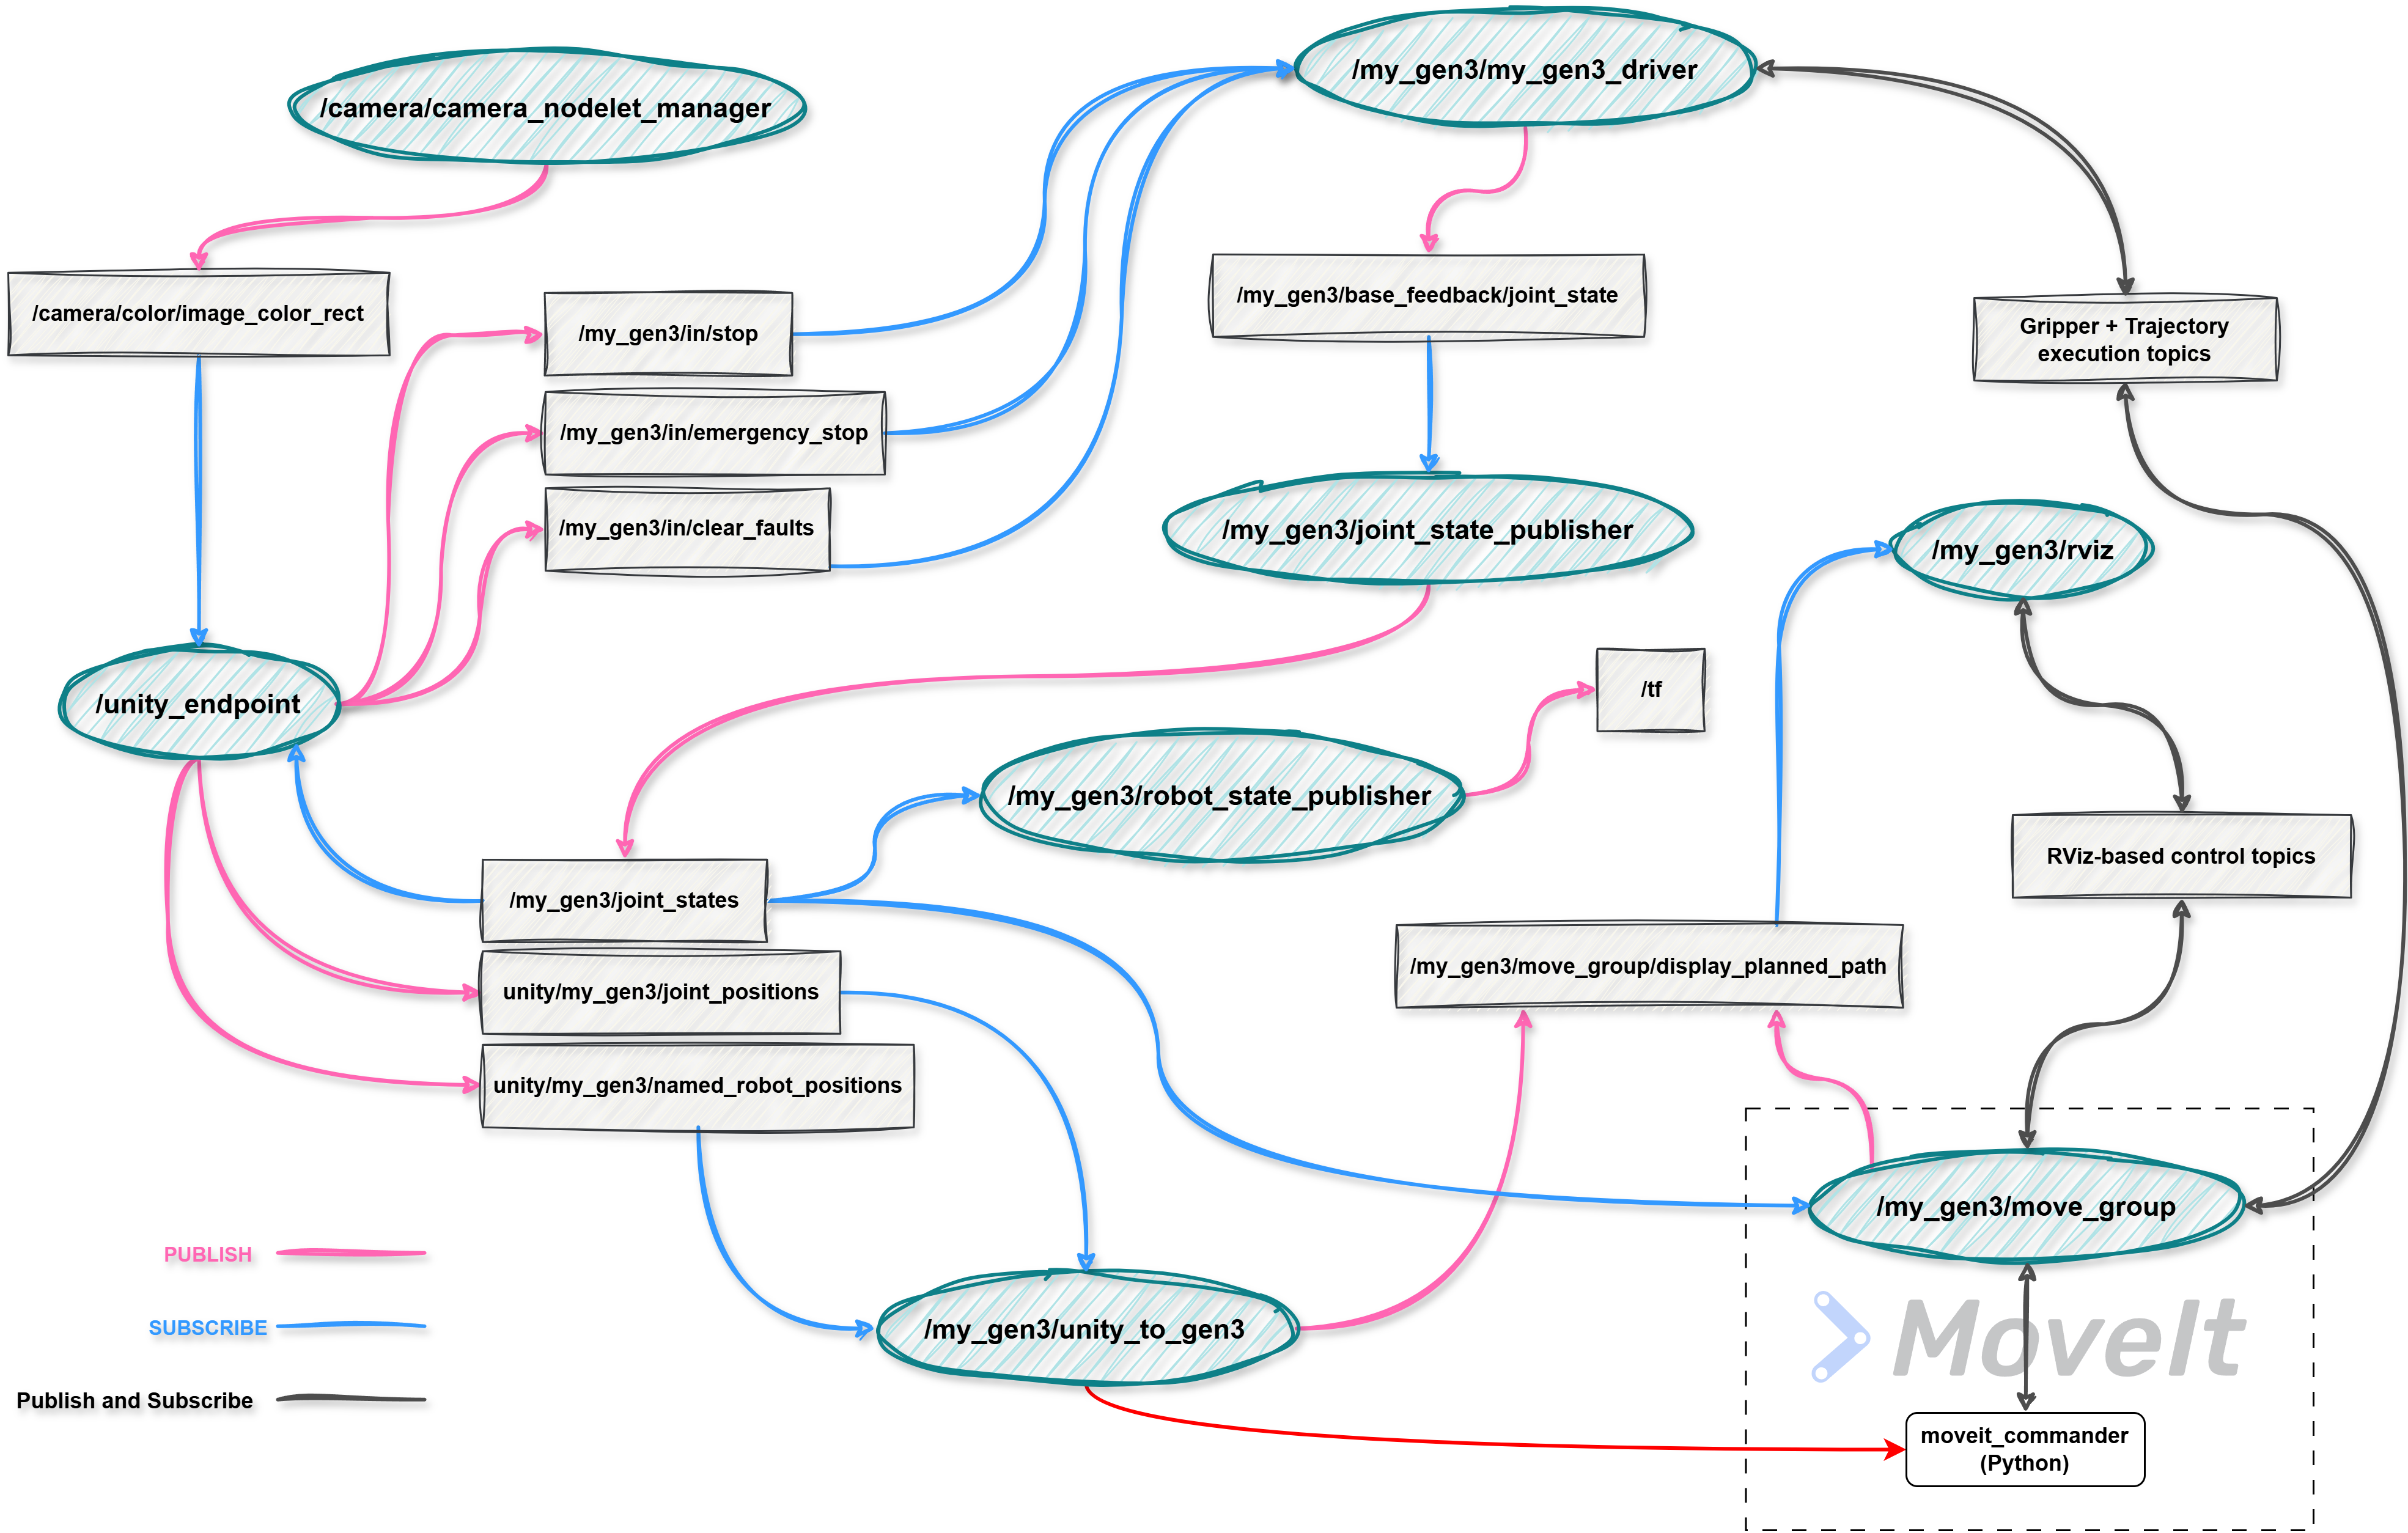 /my_gen3/my_gen3_driver
/camera/camera_nodelet_manager
/my_gen3/base_feedback/joint_state
/camera/color/image_color_rect
/my_gen3/in/stop
Gripper + Trajectory
execution topics
/my_gen3/in/emergency_stop
/my_gen3/in/clear_faults
/my_gen3/joint_state_publisher
/my_gen3/rviz
/tf
/unity_endpoint
/my_gen3/robot_state_publisher
RViz-based control topics
/my_gen3/joint_states
/my_gen3/move_group/display_planned_path
unity/my_gen3/joint_positions
unity/my_gen3/named_robot_positions
/my_gen3/move_group
PUBLISH
SUBSCRIBE
Publish and Subscribe
/my_gen3/unity_to_gen3
MoveIt
moveit_commander
(Python)